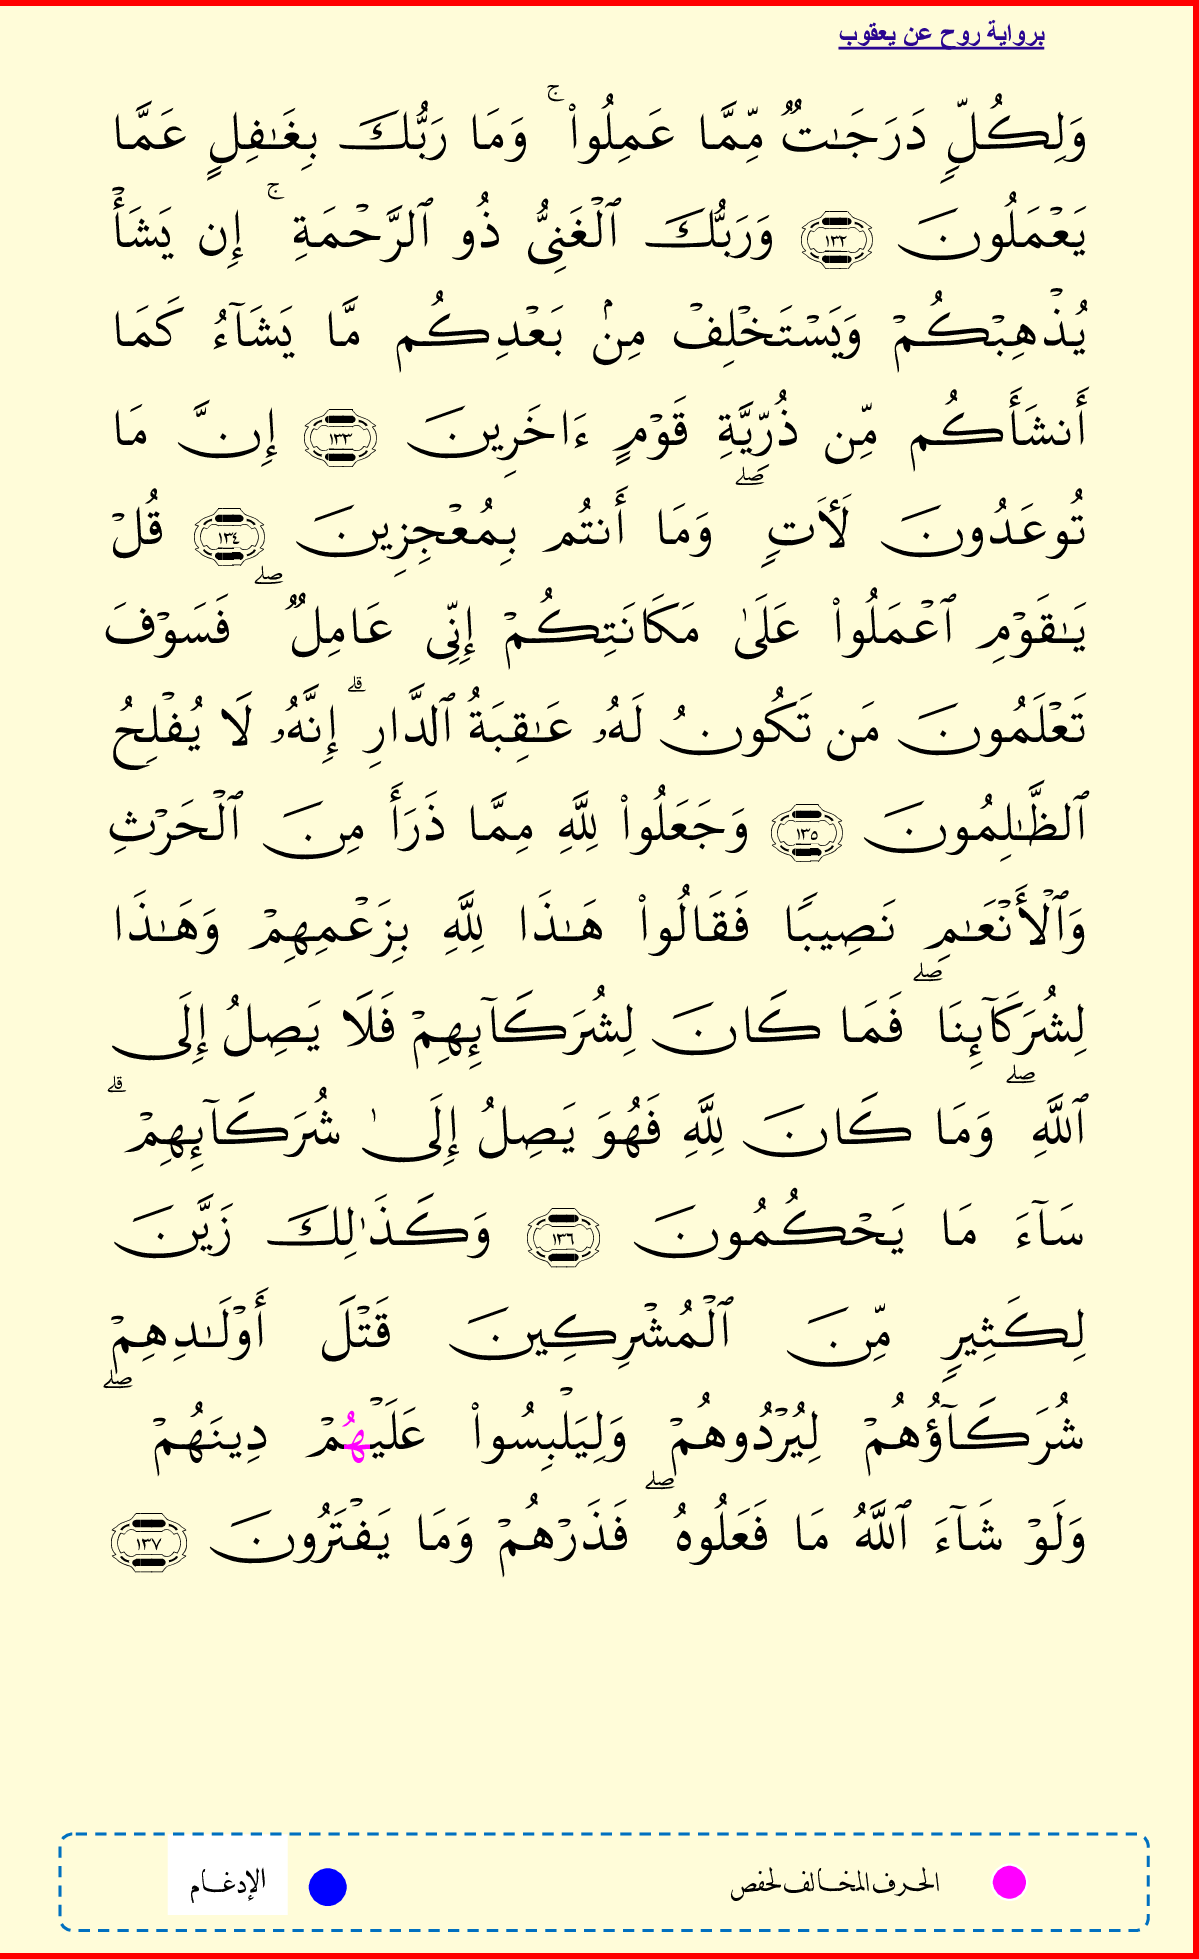 برواية روح عن يعقوب
وَلِكُلٍّ دَرَجَٰتٌ مِّمَّا عَمِلُوا۟ ۚ وَمَا رَبُّكَ بِغَٰفِلٍ عَمَّا
يَعْمَلُونَ ١٣٢ وَرَبُّكَ ٱلْغَنِىُّ ذُو ٱلرَّحْمَةِ ۚ إِن يَشَأْ
يُذْهِبْكُمْ وَيَسْتَخْلِفْ مِنۢ بَعْدِكُم مَّا يَشَآءُ كَمَا
أَنشَأَكُم مِّن ذُرِّيَّةِ قَوْمٍ ءَاخَرِينَ ١٣٣ إِنَّ مَا
تُوعَدُونَ لَـَٔاتٍ ۖ وَمَا أَنتُم بِمُعْجِزِينَ ١٣٤ قُلْ
يَٰقَوْمِ ٱعْمَلُوا۟ عَلَىٰ مَكَانَتِكُمْ إِنِّى عَامِلٌ ۖ فَسَوْفَ
تَعْلَمُونَ مَن تَكُونُ لَهُۥ عَٰقِبَةُ ٱلدَّارِ ۗ إِنَّهُۥ لَا يُفْلِحُ
ٱلظَّٰلِمُونَ ١٣٥ وَجَعَلُوا۟ لِلَّهِ مِمَّا ذَرَأَ مِنَ ٱلْحَرْثِ
وَٱلْأَنْعَٰمِ نَصِيبًا فَقَالُوا۟ هَٰذَا لِلَّهِ بِزَعْمِهِمْ وَهَٰذَا
لِشُرَكَآئِنَا ۖ فَمَا كَانَ لِشُرَكَآئِهِمْ فَلَا يَصِلُ إِلَى
ٱللَّهِ ۖ وَمَا كَانَ لِلَّهِ فَهُوَ يَصِلُ إِلَىٰ شُرَكَآئِهِمْ ۗ
سَآءَ مَا يَحْكُمُونَ ١٣٦ وَكَذَٰلِكَ زَيَّنَ
لِكَثِيرٍ مِّنَ ٱلْمُشْرِكِينَ قَتْلَ أَوْلَٰدِهِمْ
شُرَكَآؤُهُمْ لِيُرْدُوهُمْ وَلِيَلْبِسُوا۟ عَلَيْهُمْ دِينَهُمْ ۖ
وَلَوْ شَآءَ ٱللَّهُ مَا فَعَلُوهُ ۖ فَذَرْهُمْ وَمَا يَفْتَرُونَ ١٣٧
الحرف المخالف لحفص
الإدغام